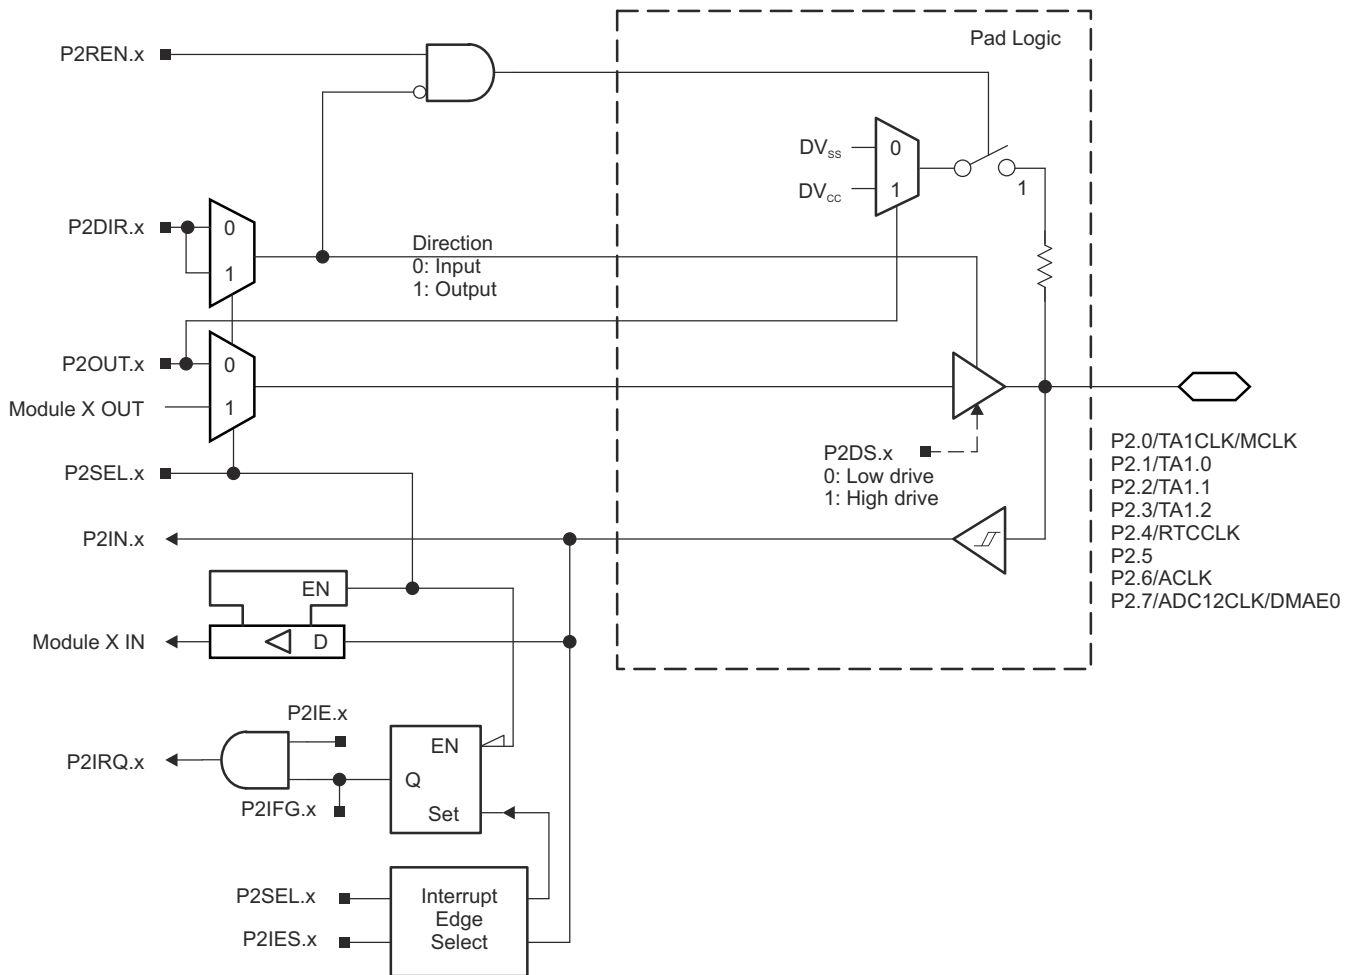 P2REN.x
Pad Logic
DVSS
0
DVCC
1
1
P2DIR.x
0
1
Direction
0: Input
1: Output
P2OUT.x
0
Module X OUT
1
P2SEL.x
P2DS.x
0: Low drive
1: High drive
P2.0/TA1CLK/MCLK
P2.1/TA1.0
P2.2/TA1.1
P2.3/TA1.2
P2.4/RTCCLK
P2.5
P2.6/ACLK
P2.7/ADC12CLK/DMAE0
P2IN.x
EN
Module X IN
D
P2IE.x
P2IRQ.x
P2IFG.x
EN
Q
Set
P2SEL.x
P2IES.x
Interrupt
Edge
Select